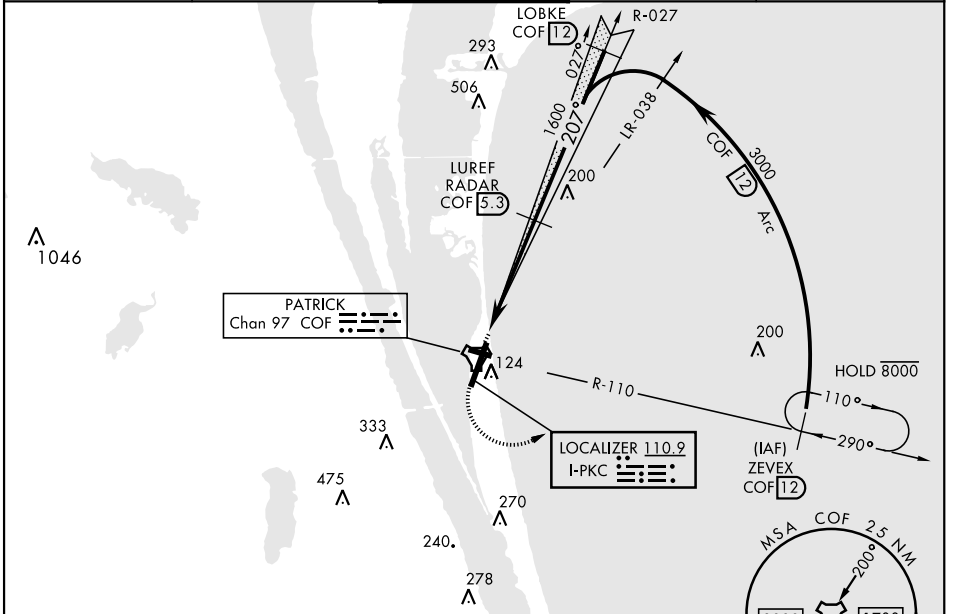 LOBKE
COF 12
R-027
027°
293
506
1600
207°
LR-038
COF 12 Arc
3000
LUREF
RADAR
COF 5.3
200
1046
PATRICK
Chan 97 COF
124
200
HOLD 8000
R-110
110°
290°
(IAF)
ZEVEX
COF 12
LOCALIZER 110.9
I-PKC
333
475
270
240.
278
MSA COF 25 NM
200°